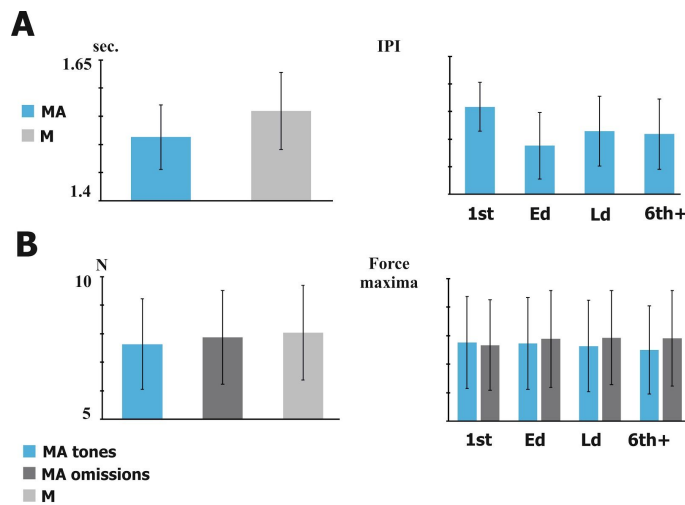 A
sec.
IPI
1.65
MA
M
1.4
1st Ed Ld 6th+
B
N
Force
maxima
10
5
1st Ed Ld 6th+
MA tones
MA omissions
M